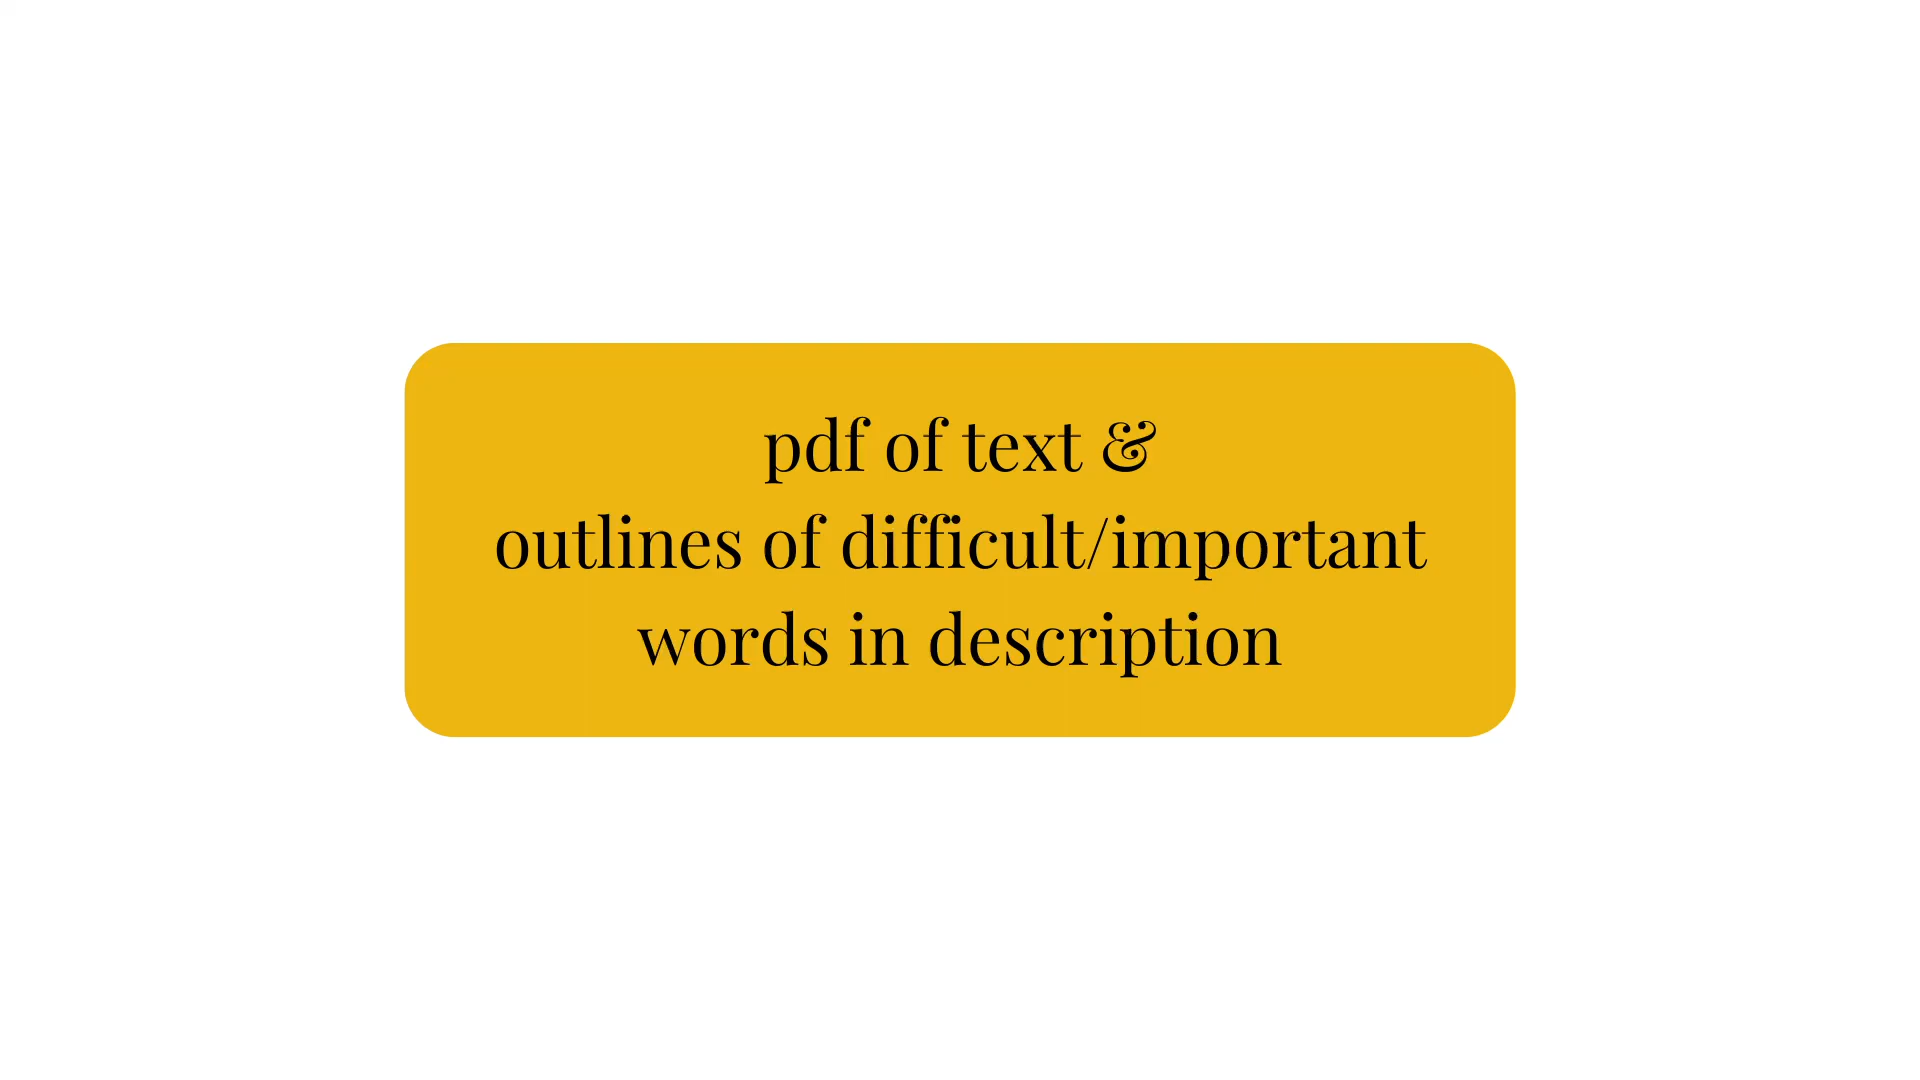 pdf of text &
outlines of difficult/important
words in description